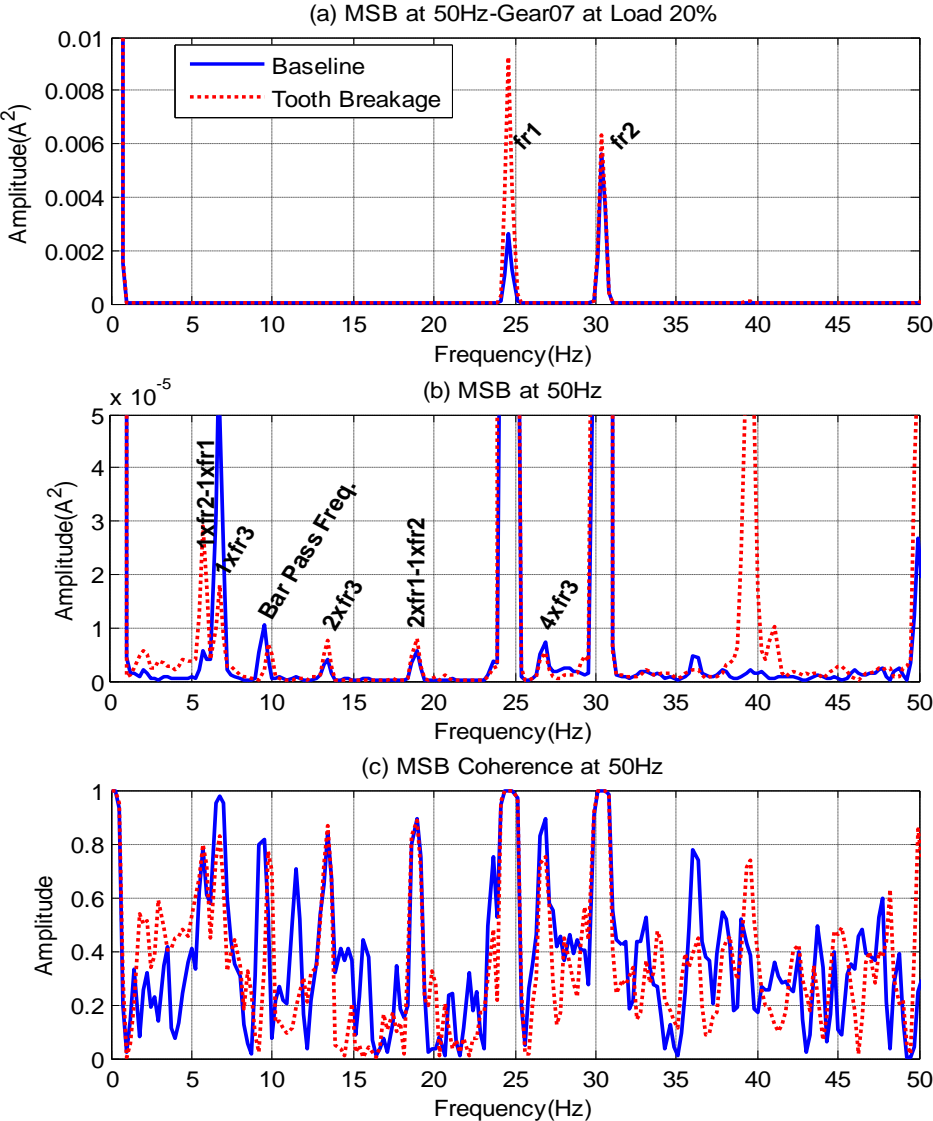 (a) MSB at 50Hz-Gear07 at Load 20%
Amplitude(A²)
0.01
0.008
0.006
0.004
0.002
0
Baseline
Tooth Breakage
fr1
fr2
0 5 10 15 20 25 30 35 40 45 50
Frequency(Hz)
(b) MSB at 50Hz
x 10⁻⁵
Amplitude(A²)
5
4
3
2
1
0
1xfr2-1xfr1
1xfr3
Bar Pass Freq.
2xfr3
2xfr1-1xfr2
4xfr3
0 5 10 15 20 25 30 35 40 45 50
Frequency(Hz)
(c) MSB Coherence at 50Hz
Amplitude
1
0.8
0.6
0.4
0.2
0
0 5 10 15 20 25 30 35 40 45 50
Frequency(Hz)